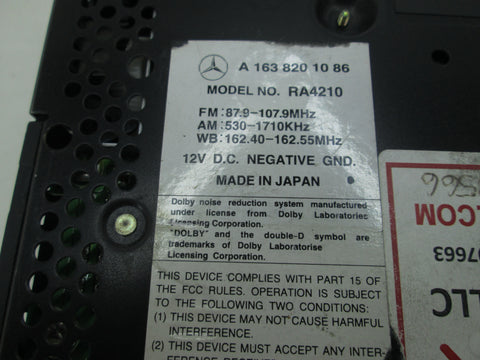 A 163 820 10 86
MODEL NO. RA4210
FM:87.9-107.9MHz
AM:530-1710KHz
WB:162.40-162.55MHz
12V D.C. NEGATIVE GND.
MADE IN JAPAN
Dolby noise reduction system manufactured
under license from Dolby Laboratories
Licensing Corporation.
"DOLBY" and the double-D symbol are
trademarks of Dolby Laboratorise
Licensing Corporation.
THIS DEVICE COMPLIES WITH PART 15 OF
THE FCC RULES. OPERATION IS SUBJECT
TO THE FOLLOWING TWO CONDITIONS:
(1) THIS DEVICE MAY NOT CAUSE HARMFUL
INTERFERENCE.
(2) THIS DEVICE MUST ACCEPT ANY INTER-
FERENCE
LLC
07663
L.COM